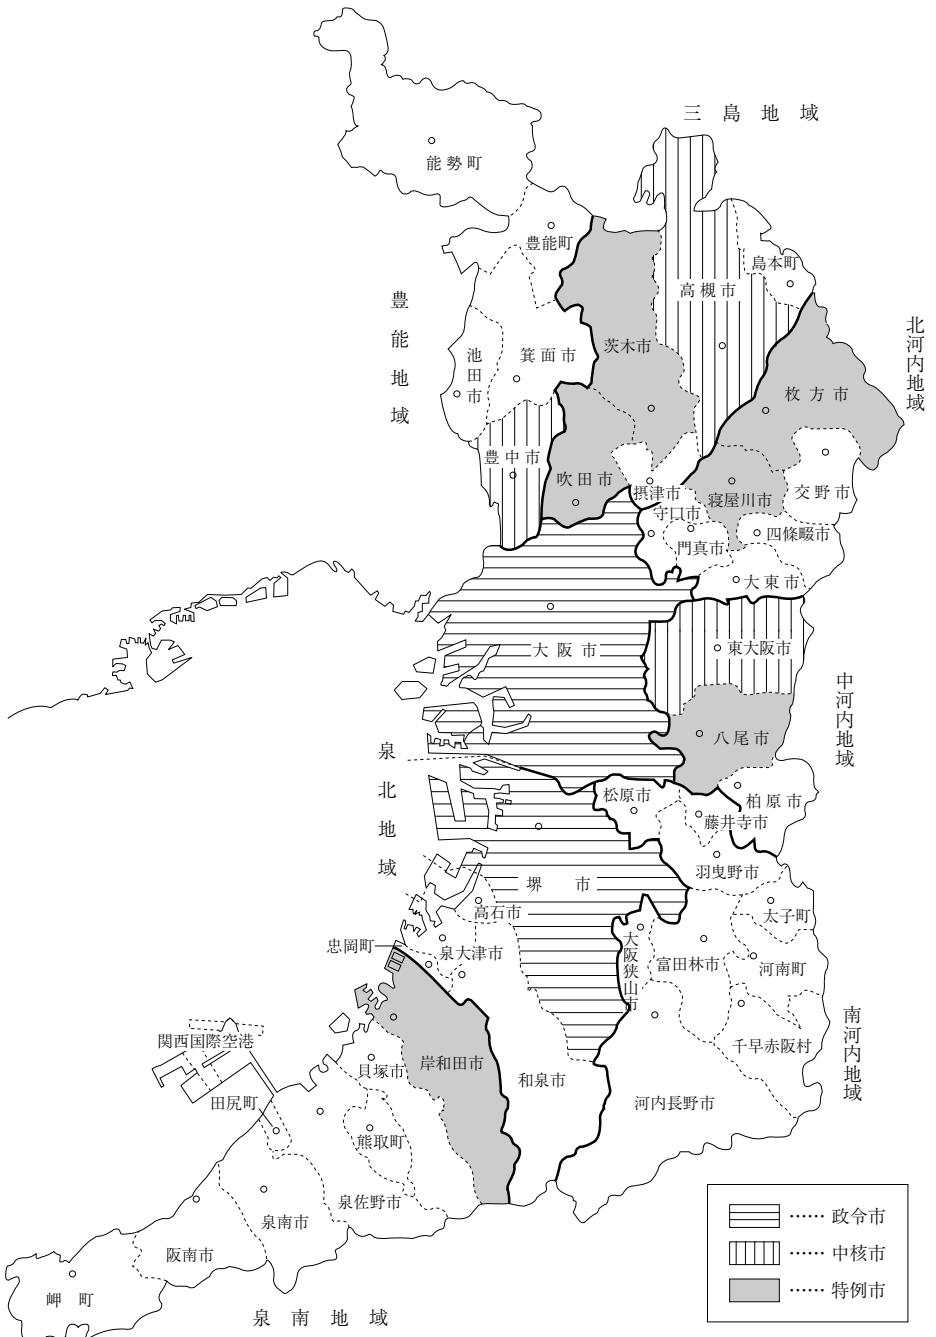 三島地域
能勢町
豊能町
島本町
高槻市
豊能地域
北河内地域
茨木市
箕面市
池田市
枚方市
豊中市
吹田市
摂津市
寝屋川市
交野市
守口市
門真市
四條畷市
大東市
大阪市
東大阪市
中河内地域
八尾市
泉北地域
松原市
柏原市
藤井寺市
羽曳野市
堺市
高石市
太子町
忠岡町
泉大津市
大阪狭山市
富田林市
河南町
南河内地域
関西国際空港
千早赤阪村
貝塚市
岸和田市
和泉市
河内長野市
田尻町
熊取町
泉佐野市
泉南市
阪南市
岬町
泉南地域
……政令市
……中核市
……特例市